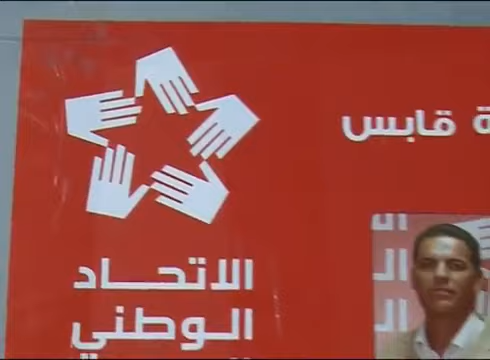 ة قابس
الاتحاد
الوطني